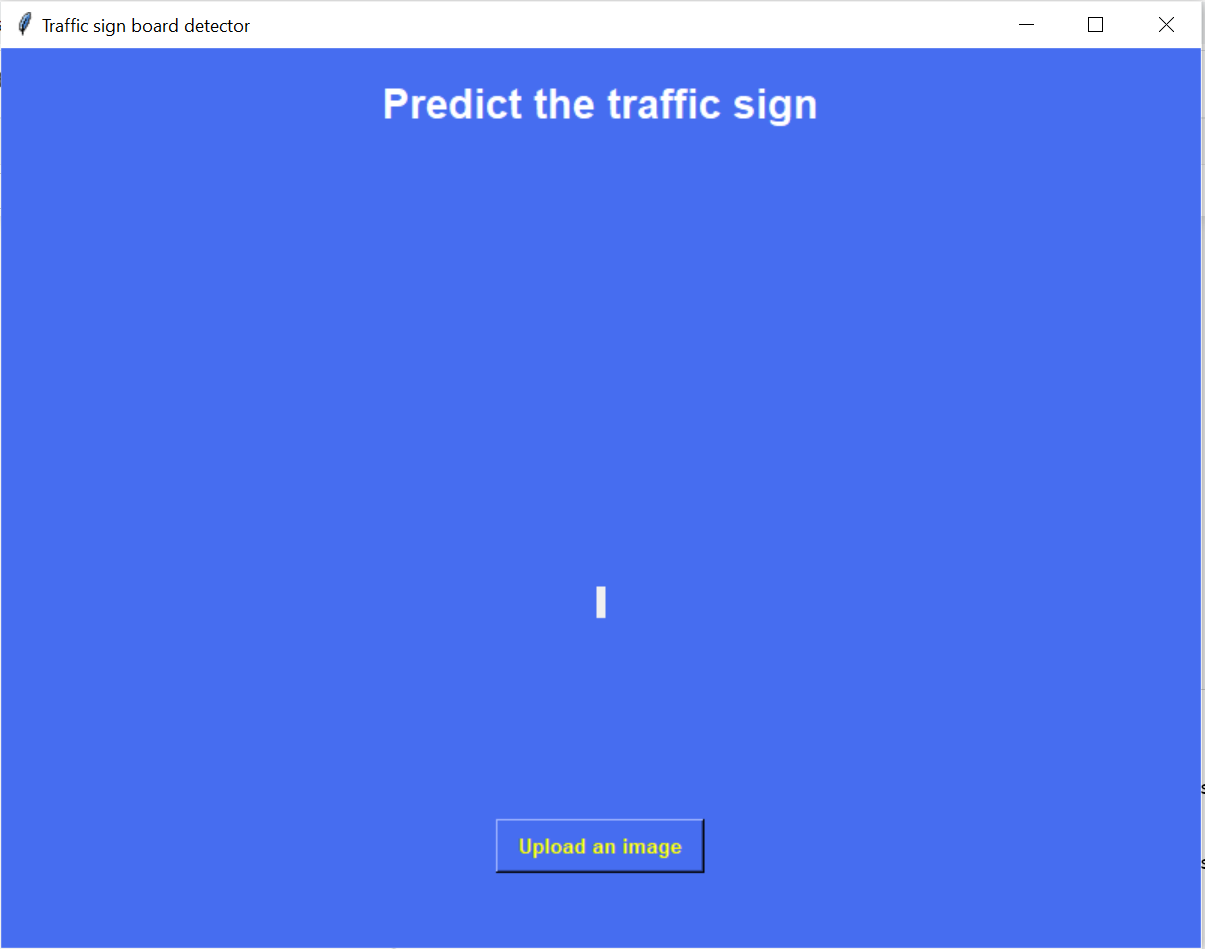 Traffic sign board detector
Predict the traffic sign
Upload an image